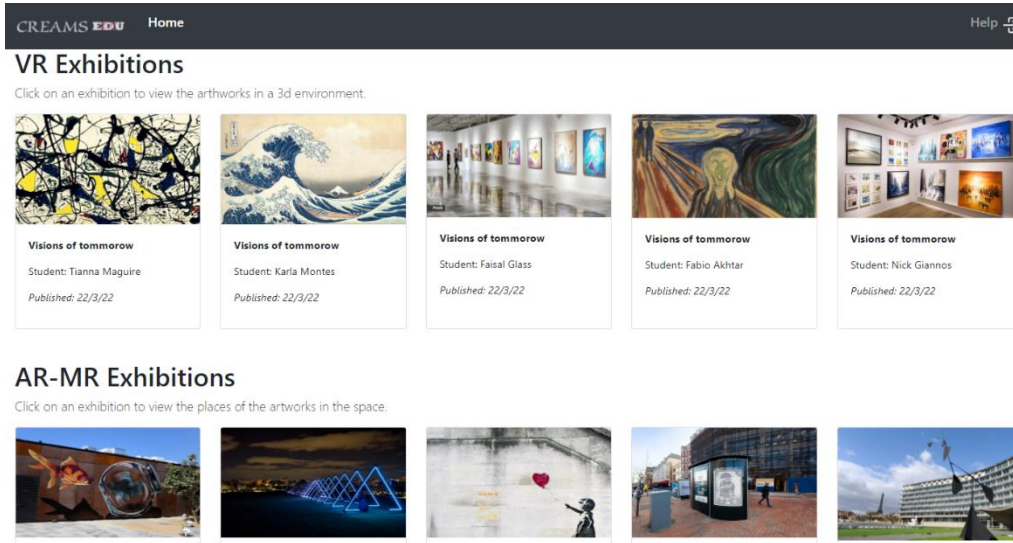 CREAMS EDU Home Help
VR Exhibitions
Click on an exhibition to view the arthworks in a 3d environment.
Visions of tommorow
Student: Tianna Maguire
Published: 22/3/22
Visions of tommorow
Student: Karla Montes
Published: 22/3/22
Visions of tommorow
Student: Faisal Glass
Published: 22/3/22
Visions of tommorow
Student: Fabio Akhtar
Published: 22/3/22
Visions of tommorow
Student: Nick Giannos
Published: 22/3/22
AR-MR Exhibitions
Click on an exhibition to view the places of the artworks in the space.